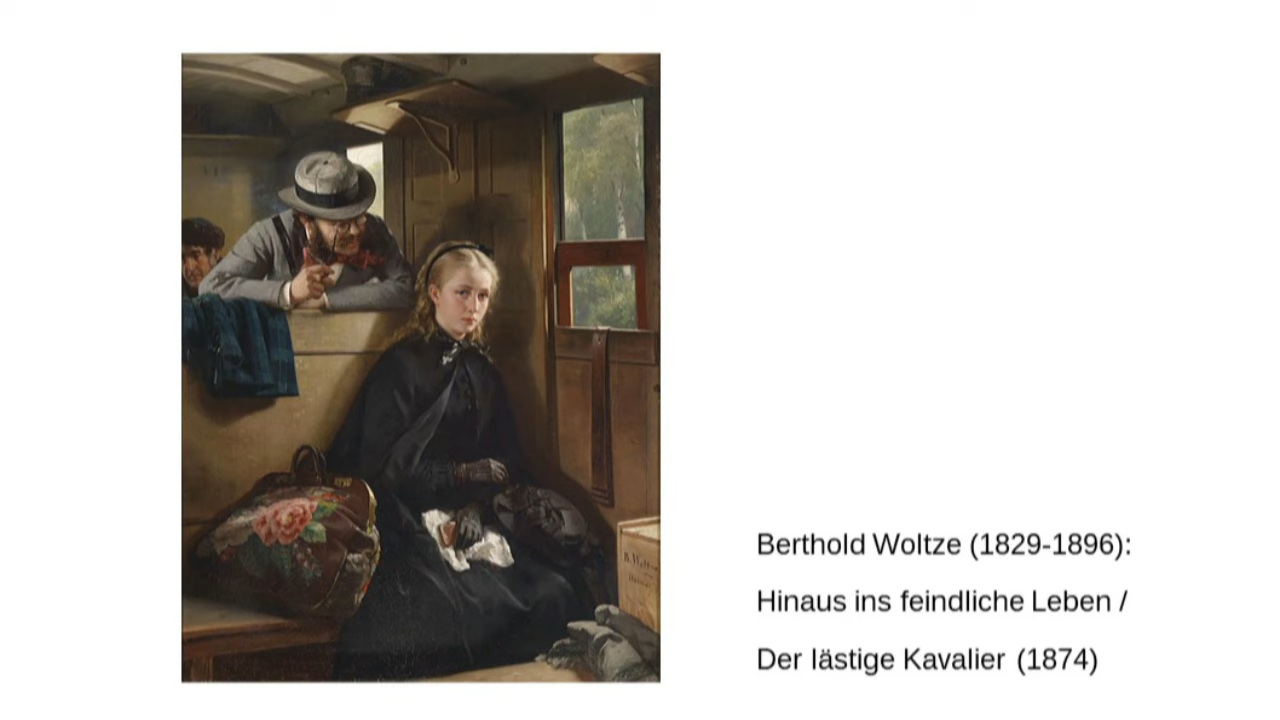 Berthold Woltze (1829-1896):
Hinaus ins feindliche Leben /
Der lästige Kavalier (1874)